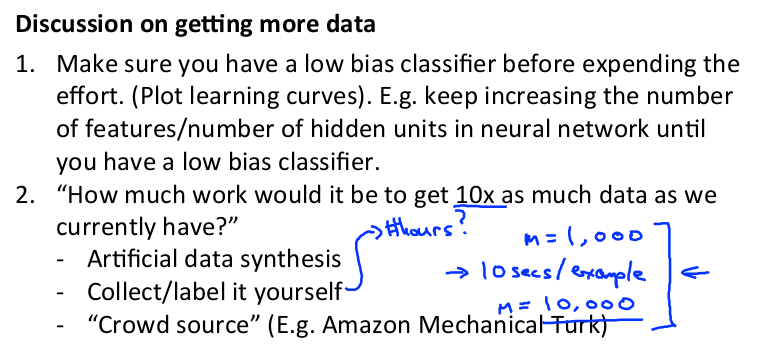 Discussion on getting more data
1. Make sure you have a low bias classifier before expending the
effort. (Plot learning curves). E.g. keep increasing the number
of features/number of hidden units in neural network until
you have a low bias classifier.
2. “How much work would it be to get 10x as much data as we
currently have?”
#hours?
m = 1,000
- Artificial data synthesis
→ 10 secs/example
- Collect/label it yourself
m = 10,000
- “Crowd source” (E.g. Amazon Mechanical Turk)